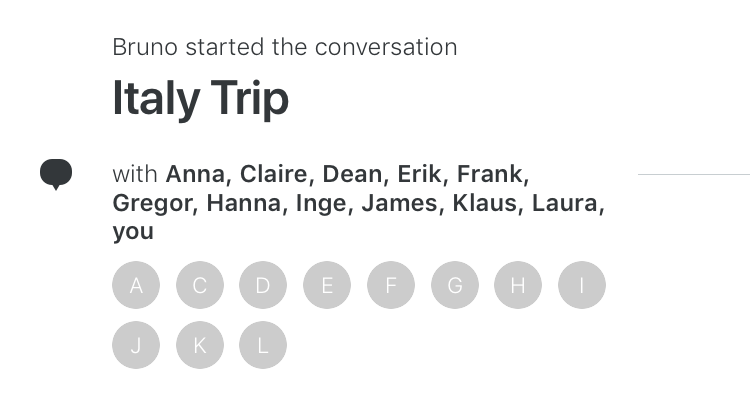 Bruno started the conversation
Italy Trip
with Anna, Claire, Dean, Erik, Frank,
Gregor, Hanna, Inge, James, Klaus, Laura,
you
A C D E F G H I
J K L